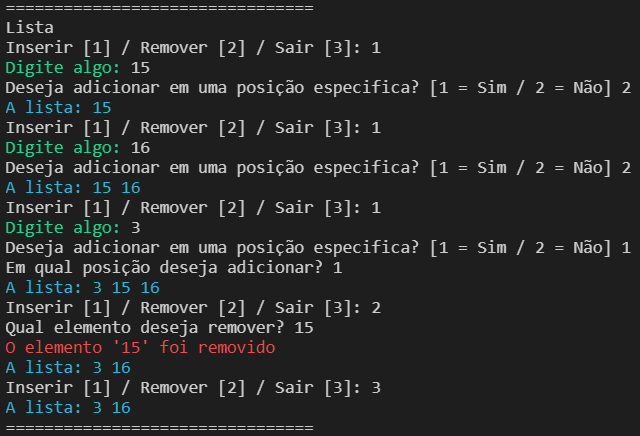 ================================
Lista
Inserir [1] / Remover [2] / Sair [3]: 1
Digite algo: 15
Deseja adicionar em uma posição especifica? [1 = Sim / 2 = Não] 2
A lista: 15
Inserir [1] / Remover [2] / Sair [3]: 1
Digite algo: 16
Deseja adicionar em uma posição especifica? [1 = Sim / 2 = Não] 2
A lista: 15 16
Inserir [1] / Remover [2] / Sair [3]: 1
Digite algo: 3
Deseja adicionar em uma posição especifica? [1 = Sim / 2 = Não] 1
Em qual posição deseja adicionar? 1
A lista: 3 15 16
Inserir [1] / Remover [2] / Sair [3]: 2
Qual elemento deseja remover? 15
O elemento '15' foi removido
A lista: 3 16
Inserir [1] / Remover [2] / Sair [3]: 3
A lista: 3 16
================================